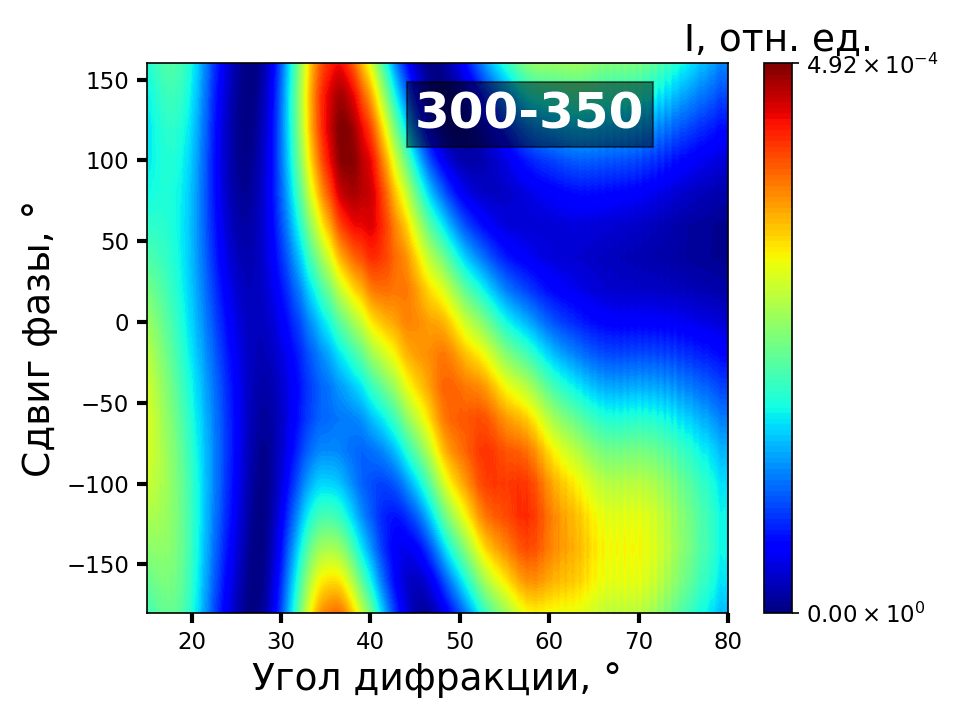 I, отн. ед.
4.92 × 10⁻⁴
300-350
150
100
50
0
−50
−100
−150
Сдвиг фазы, °
0.00 × 10⁰
20 30 40 50 60 70 80
Угол дифракции, °